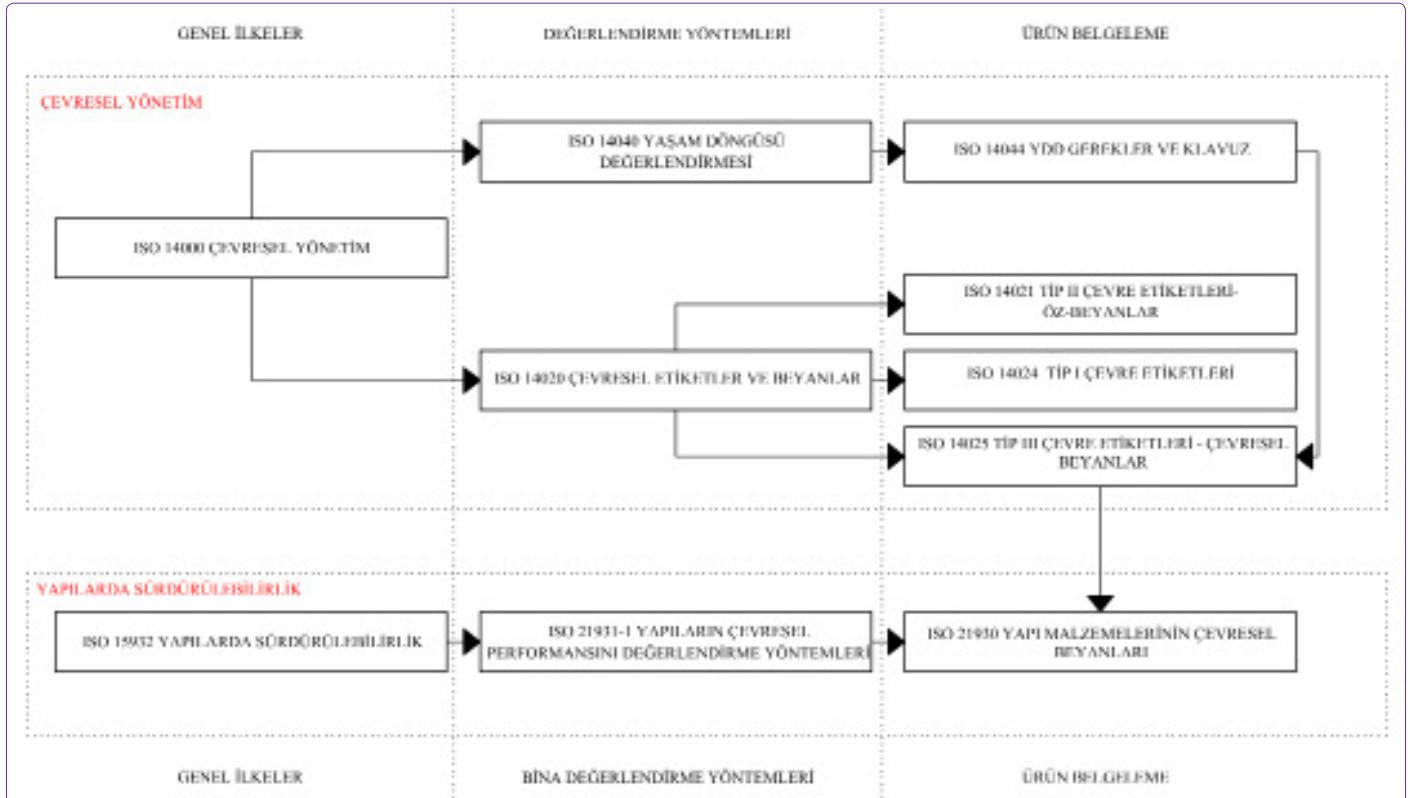 GENEL İLKELER
DEĞERLENDİRME YÖNTEMLERİ
ÜRÜN BELGELEME
ÇEVRESEL YÖNETİM
ISO 14040 YAŞAM DÖNGÜSÜ
DEĞERLENDİRMESİ
ISO 14044 YDD GEREKLER VE KLAVUZ
ISO 14000 ÇEVRESEL YÖNETİM
ISO 14021 TİP II ÇEVRE ETİKETLERİ-
ÖZ-BEYANLAR
ISO 14020 ÇEVRESEL ETİKETLER VE BEYANLAR
ISO 14024 TİP I ÇEVRE ETİKETLERİ
ISO 14025 TİP III ÇEVRE ETİKETLERİ - ÇEVRESEL
BEYANLAR
YAPILARDA SÜRDÜRÜLEBİLİRLİK
ISO 15932 YAPILARDA SÜRDÜRÜLEBİLİRLİK
ISO 21931-1 YAPILARIN ÇEVRESEL
PERFORMANSINI DEĞERLENDİRME YÖNTEMLERİ
ISO 21930 YAPI MALZEMELERİNİN ÇEVRESEL
BEYANLARI
GENEL İLKELER
BİNA DEĞERLENDİRME YÖNTEMLERİ
ÜRÜN BELGELEME